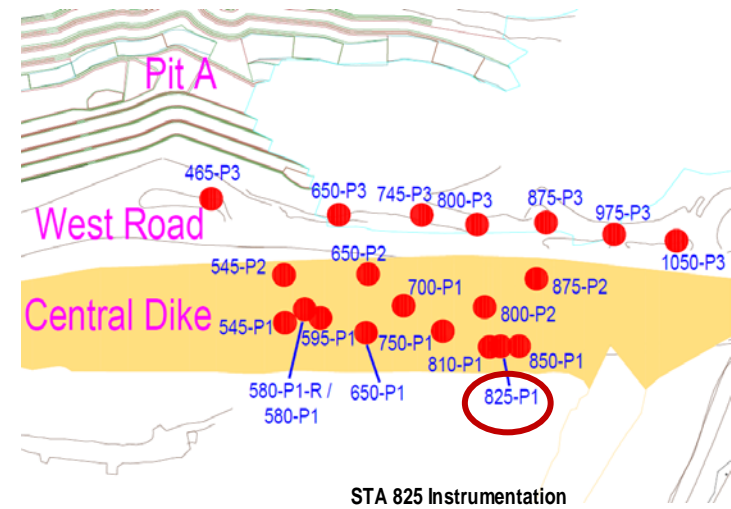 Pit A
465-P3
650-P3
745-P3
800-P3
875-P3
975-P3
1050-P3
West Road
545-P2
650-P2
875-P2
700-P1
800-P2
Central Dike
545-P1
595-P1
750-P1
810-P1
850-P1
580-P1-R /
580-P1
650-P1
825-P1
STA 825 Instrumentation